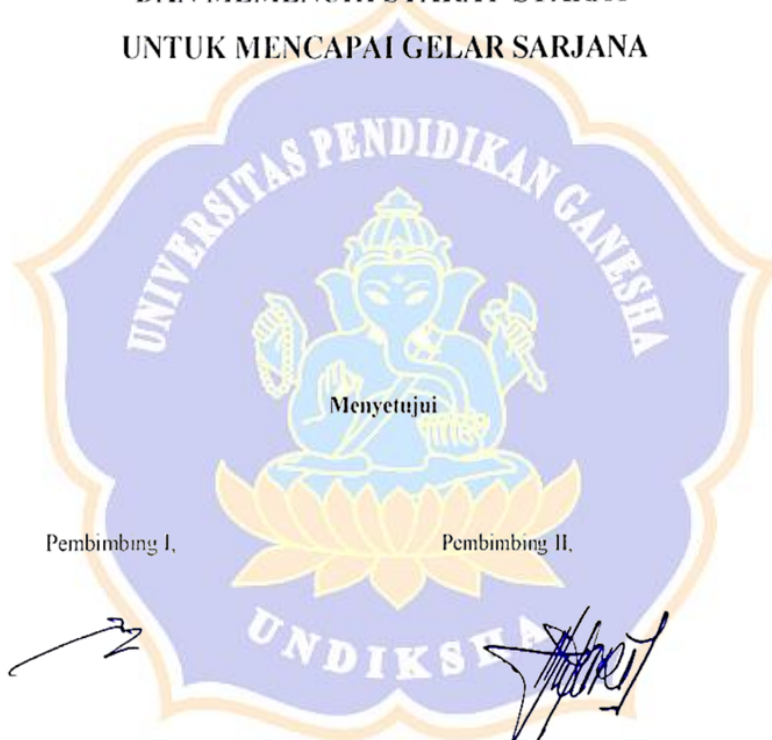 UNTUK MENCAPAI GELAR SARJANA
UNIVERSITAS PENDIDIKAN GANESHA
Menyetujui
Pembimbing I,
Pembimbing II,
UNDIKSHA